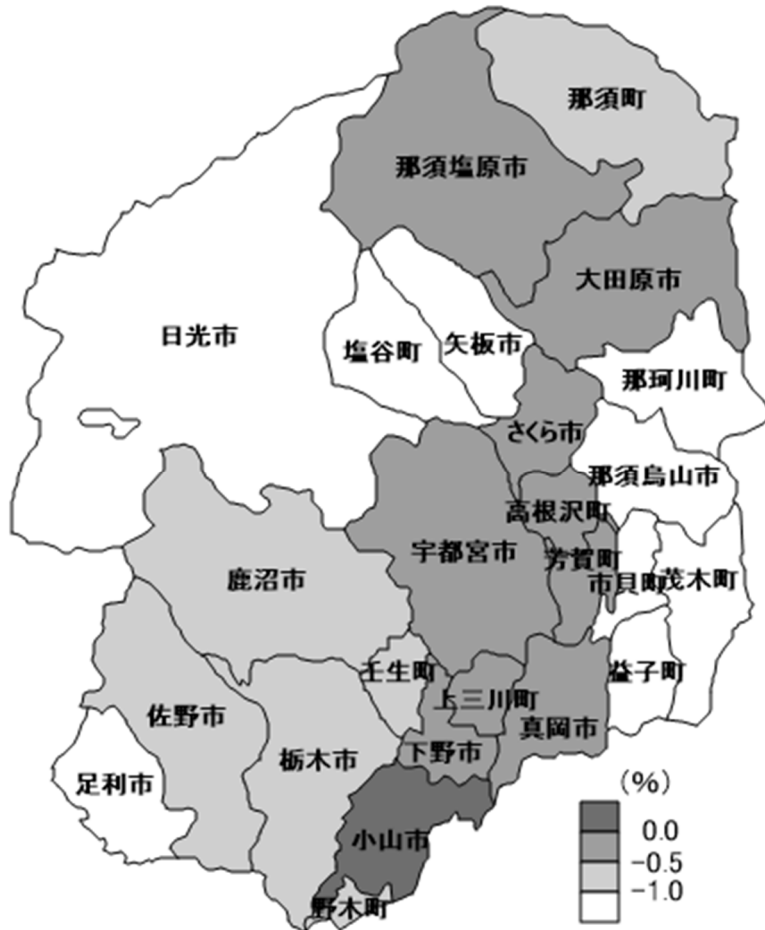 那須町
那須塩原市
大田原市
日光市
塩谷町
矢板市
那珂川町
さくら市
那須烏山市
高根沢町
宇都宮市
芳賀町
市貝町
茂木町
鹿沼市
壬生町
上三川町
益子町
佐野市
真岡市
下野市
栃木市
足利市
小山市
野木町
(%)
0.0
-0.5
-1.0